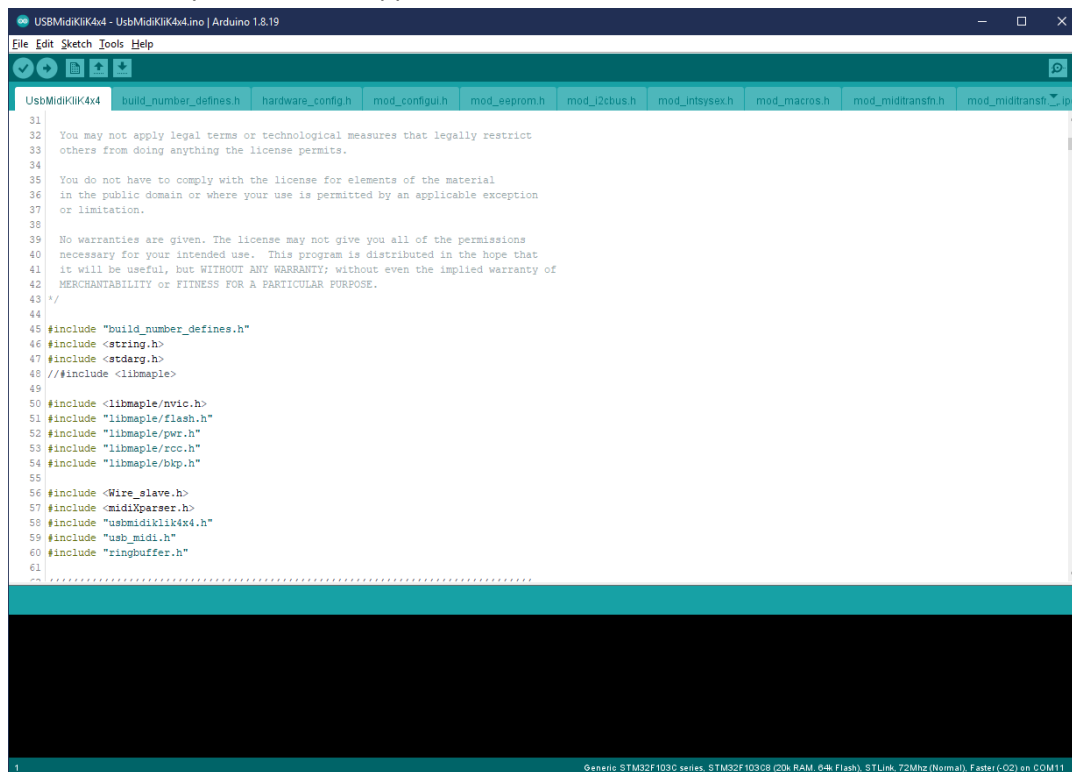 USBMidiKliK4x4 - UsbMidiKliK4x4.ino | Arduino 1.8.19
File Edit Sketch Tools Help
UsbMidiKliK4x4 build_number_defines.h hardware_config.h mod_configui.h mod_eeprom.h mod_i2cbus.h mod_intsysex.h mod_macros.h mod_miditransfn.h mod_miditransfr
31
32 You may not apply legal terms or technological measures that legally restrict
33 others from doing anything the license permits.
34
35 You do not have to comply with the license for elements of the material
36 in the public domain or where your use is permitted by an applicable exception
37 or limitation.
38
39 No warranties are given. The license may not give you all of the permissions
40 necessary for your intended use.  This program is distributed in the hope that
41 it will be useful, but WITHOUT ANY WARRANTY; without even the implied warranty of
42 MERCHANTABILITY or FITNESS FOR A PARTICULAR PURPOSE.
43 */
44
45 #include "build_number_defines.h"
46 #include <string.h>
47 #include <stdarg.h>
48 //#include <libmaple>
49
50 #include <libmaple/nvic.h>
51 #include "libmaple/flash.h"
52 #include "libmaple/pwr.h"
53 #include "libmaple/rcc.h"
54 #include "libmaple/bkp.h"
55
56 #include <Wire_slave.h>
57 #include <midiXparser.h>
58 #include "usbmidiklik4x4.h"
59 #include "usb_midi.h"
60 #include "ringbuffer.h"
61
1 Generic STM32F103C series, STM32F103C8 (20k RAM. 64k Flash), STLink, 72Mhz (Normal), Faster (-O2) on COM11